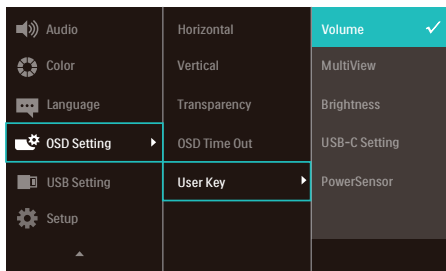 Audio
Color
Language
OSD Setting
USB Setting
Setup
Horizontal
Vertical
Transparency
OSD Time Out
User Key
Volume
MultiView
Brightness
USB-C Setting
PowerSensor